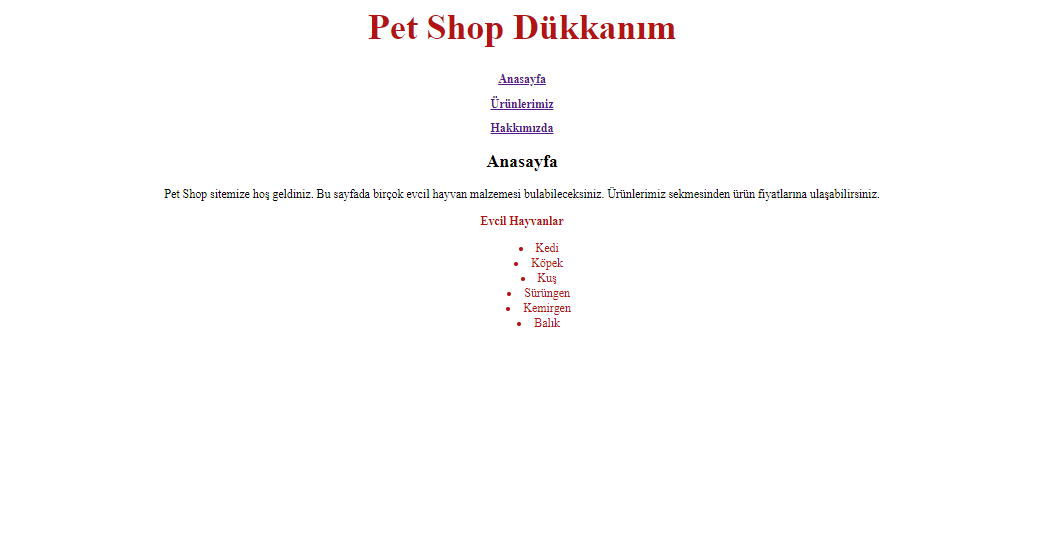 Pet Shop Dükkanım
Anasayfa
Ürünlerimiz
Hakkımızda
Anasayfa
Pet Shop sitemize hoş geldiniz. Bu sayfada birçok evcil hayvan malzemesi bulabileceksiniz. Ürünlerimiz sekmesinden ürün fiyatlarına ulaşabilirsiniz.
Evcil Hayvanlar
• Kedi
• Köpek
• Kuş
• Sürüngen
• Kemirgen
• Balık